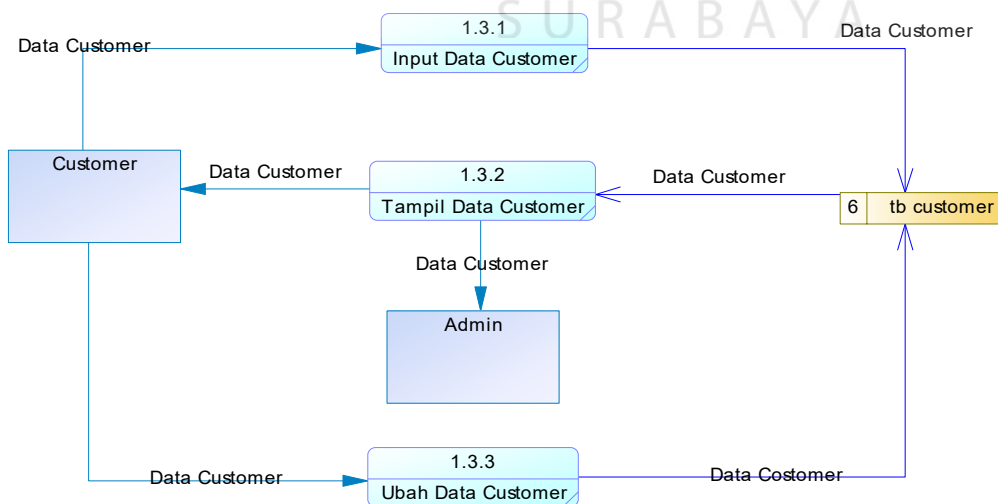 SURABAYA
1.3.1
Data Customer
Input Data Customer
Data Customer
Customer
Data Customer
1.3.2
Tampil Data Customer
Data Customer
6 tb customer
Data Customer
Admin
1.3.3
Data Customer
Ubah Data Customer
Data Costomer